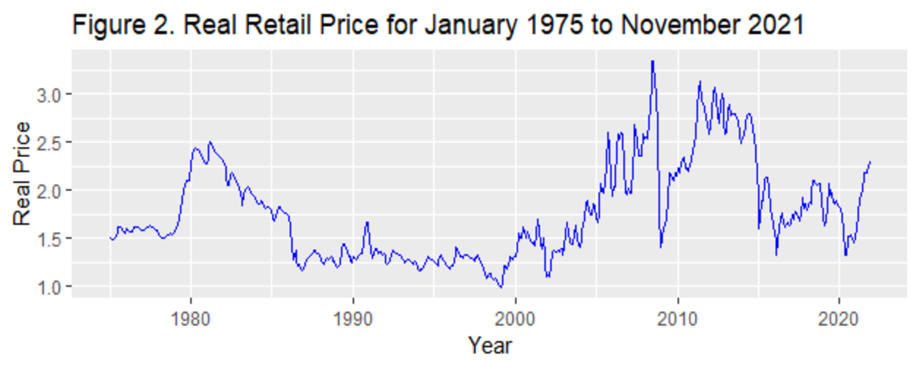 Figure 2. Real Retail Price for January 1975 to November 2021
Real Price
3.0
2.5
2.0
1.5
1.0
1980 1990 2000 2010 2020
Year